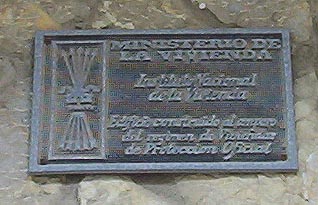 MINISTERIO DE
LA VIVIENDA
Instituto Nacional
de la Vivienda
Edificio construido al amparo
del regimen de Viviendas
de Protección Oficial